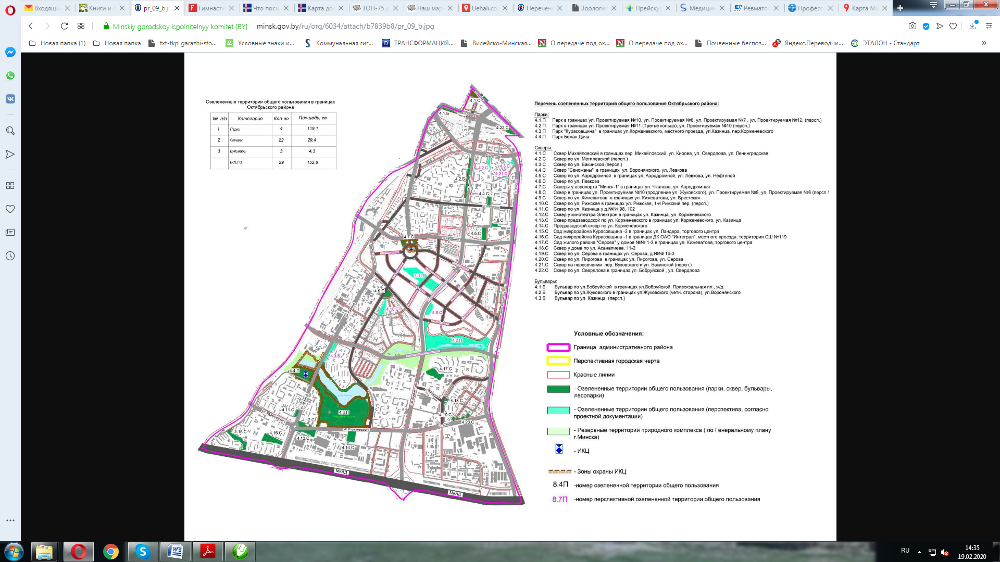 Входящие
Книги и с
pr_09_b.jp
Гимнасти
Что посм
Карта до
ТОП-75 д
Наш мар
Uehali.co
Перечен
Зоологич
Прейску
Медицин
Ревмато
Професс
Карта М
Minskiy gorodskoy ispolnitelnyy komitet [BY] minsk.gov.by/ru/org/6034/attach/b7839b8/pr_09_b.jpg
Новая папка (1)
Новая папка
txt-tkp_garazhi-sto...
Условные знаки и...
Коммунальная гиг...
ТРАНСФОРМАЦИЯ...
Вилейско-Минская...
О передаче под ох...
О передаче под ох...
Почвенные беспоз...
Яндекс.Переводчи...
ЭТАЛОН - Стандарт
Озелененные территории общего пользования в границах
Октябрьского района
№ п/п Категория Кол-во Площадь, га
1 Парки 4 119,1
2 Скверы 22 29,4
3 Бульвары 3 4,3
ВСЕГО 29 152,8
Перечень озелененных территорий общего пользования Октябрьского района:
Парки:
4.1.П Парк в границах ул. Проектируемая №10, ул. Проектируемая №8, ул. Проектируемая №7 , ул. Проектируемая №12, (персп.)
4.2.П Парк в границах ул. Проектируемая №11 (Третье кольцо), ул. Проектируемая №10 (персп.)
4.3.П Парк "Курасовщина" в границах ул.Корженевского, местного проезда, ул.Казинца, пер.Корженевского
4.4.П Парк Белая Дача
Скверы:
4.1.С Сквер Михайловский в границах пер. Михайловский, ул. Кирова, ул. Свердлова, ул. Ленинградская
4.2.С Сквер по ул. Могилевской (персп.)
4.3.С Сквер по ул. Бакинской (персп.)
4.4.С Сквер "Сеножаны" в границах ул. Воронянского, ул. Левкова
4.5.С Сквер по ул. Аэродромной в границах ул. Аэродромной, ул. Левкова, ул. Нефтяной
4.6.С Сквер по ул. Левкова
4.7.С Скверы у аэропорта "Минск-1" в границах ул. Чкалова, ул. Аэродромная
4.8.С Сквер в границах ул. Проектируемая №10 (продление ул. Жуковского), ул. Проектируемая №8, ул. Проектируемая №6 (персп.)
4.9.С Сквер по ул. Кижеватова в границах ул. Кижеватова, ул. Брестская
4.10.С Сквер по ул. Рижская в границах ул. Рижская, 1-й Рижский пер. (персп.)
4.11.С Сквер по ул. Казинца у д.№№ 98, 102
4.12.С Сквер у кинотеатра Электрон в границах ул. Казинца, ул. Корженевского
4.13.С Сквер предзаводской по ул. Корженевского в границах ул. Корженевского, ул. Казинца
4.14.С Предзаводской сквер по ул. Корженевского
4.15.С Сад микрорайона Курасовщина -2 в границах ул. Ландера, торгового центра
4.16.С Сад микрорайона Курасовщина -1 в границах ДК ОАО "Интеграл", местного проезда, территории СШ №119
4.17.С Сад жилого района "Серова" у домов №№ 1-3 в границах ул. Кижеватова, торгового центра
4.18.С Сквер у дома по ул. Асаналиева, 11-2
4.19.С Сквер по ул. Серова в границах ул. Серова, д.№№ 16-3
4.20.С Сквер по ул. Пирогова в границах ул. Пирогова, ул. Серова
4.21.С Сквер на пересечении пер. Вузовского и ул. Бакинской (персп.)
4.22.С Сквер по ул. Свердлова в границах ул. Бобруйской , ул. Свердлова
Бульвары:
4.1.Б Бульвар по ул.Бобруйской в границах ул.Бобруйской, Привокзальная пл., ж/д
4.2.Б Бульвар по ул.Жуковского в границах ул.Жуковского (четн. сторона), ул.Воронянского
4.3.Б Бульвар по ул. Казинца (персп.)
Условные обозначения:
Граница административного района
Перспективная городская черта
Красные линии
- Озелененные территории общего пользования (парки, сквер, бульвары,
лесопарки)
- Озелененные территории общего пользования (перспектива, согласно
проектной документации)
- Резервные территории природного комплекса ( по Генеральному плану
г.Минска)
- ИКЦ
- Зоны охраны ИКЦ
8.4П -номер озелененной территории общего пользования
8.7П -номер перспективной озелененной территории общего пользования
4.1.С
4.1.Б
4.22.С
4.2.С
4.3.С
4.21.С
4.2.Б
4.4.С
4.6.С
4.5.С
4.7.С
4.1.П
4.9.С
4.10.С
4.8.С
4.2.П
4.3.Б
4.4.П
4.17.С
4.18.С
4.11.С
4.3.П
4.19.С
4.12.С
4.20.С
ул.Корженевского
4.15.С
4.16.С
4.13.С
4.14.С
МКАД
МКАД
RU
14:35
19.02.2020